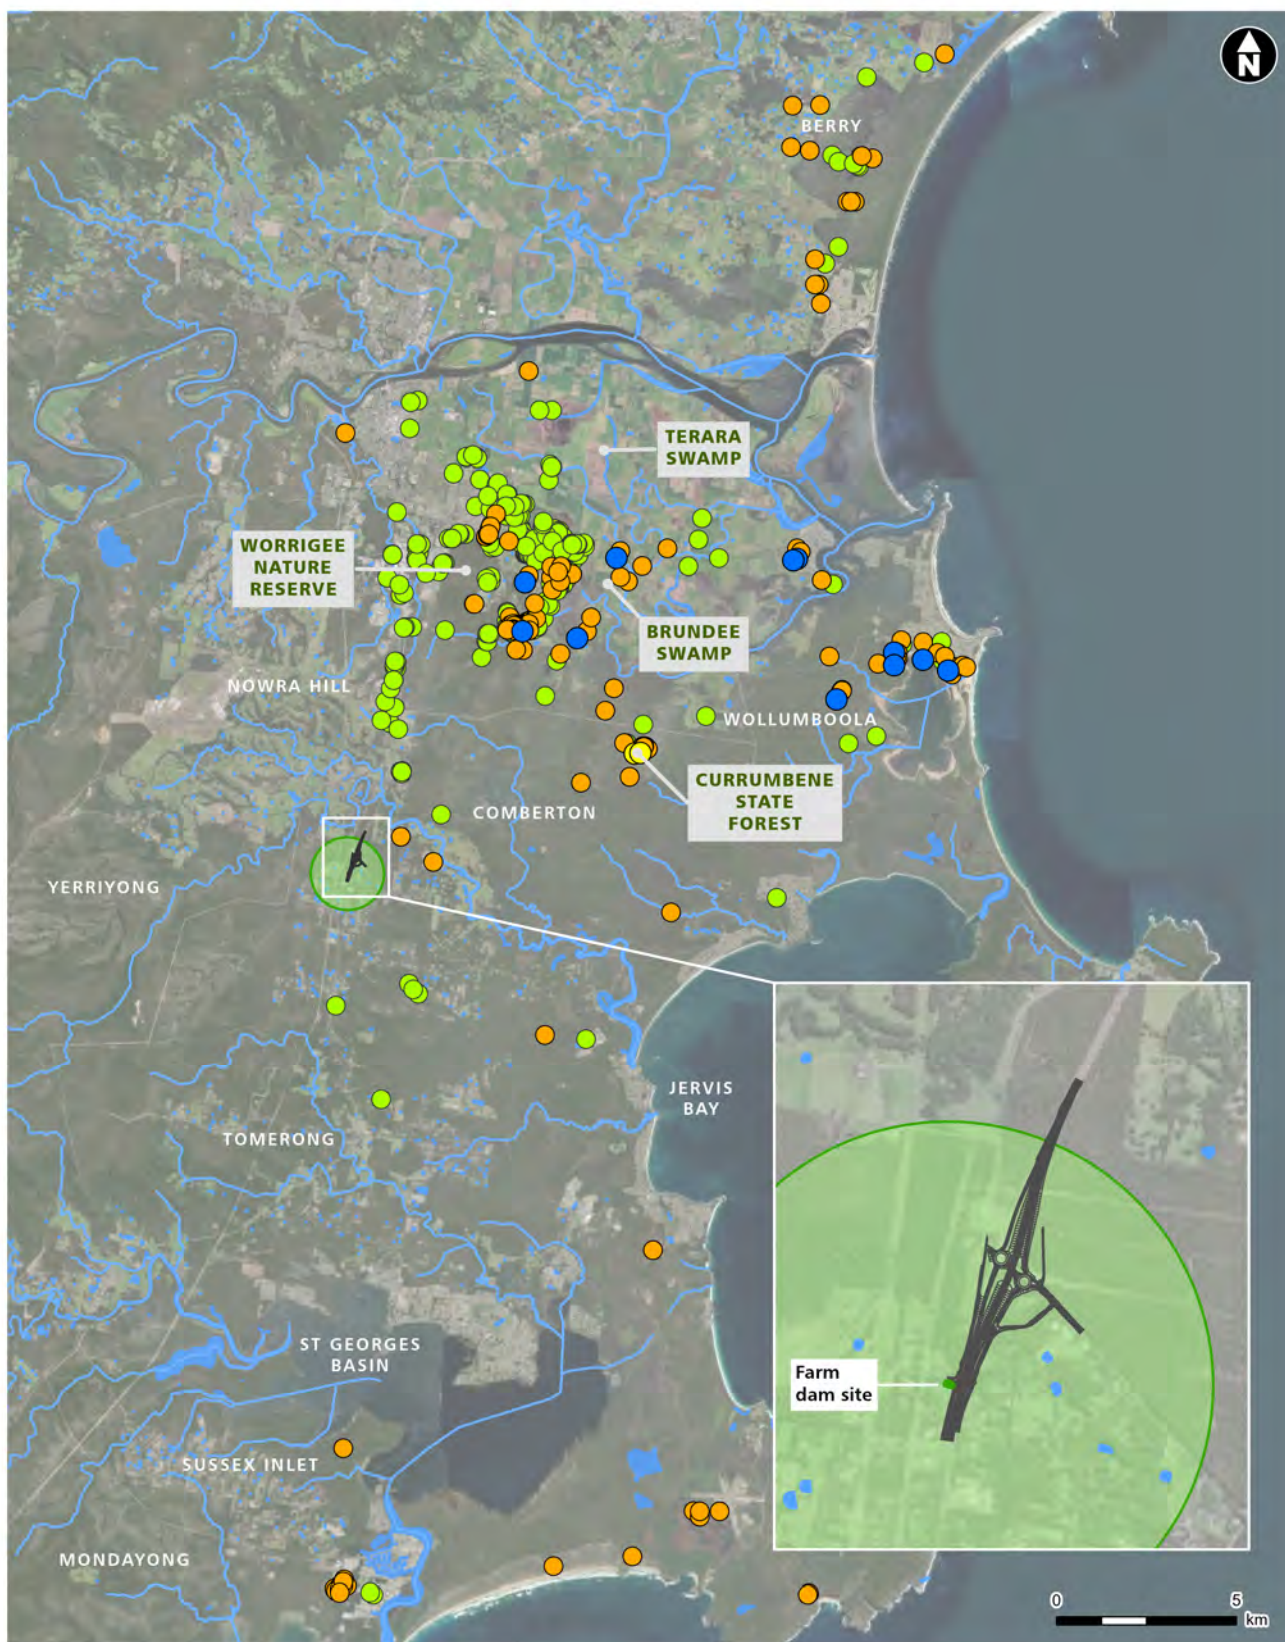 N
BERRY
TERARA
SWAMP
WORRIGEE
NATURE
RESERVE
BRUNDEE
SWAMP
NOWRA HILL
WOLLUMBOOLA
CURRUMBENE
STATE
FOREST
COMBERTON
YERRIYONG
JERVIS
BAY
TOMERONG
ST GEORGES
BASIN
Farm
dam site
SUSSEX INLET
MONDAYONG
0 5
km